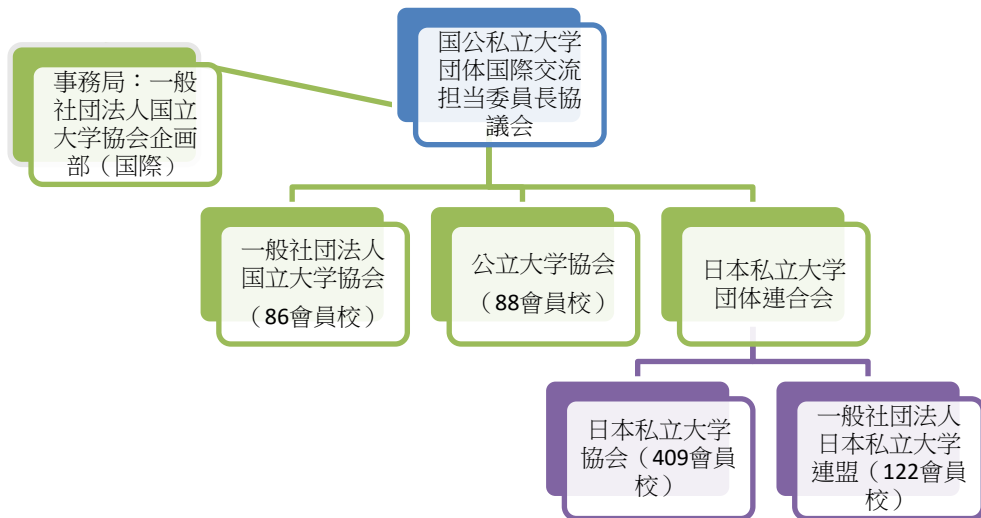 国公私立大学
団体国際交流
担当委員長協
議会
事務局：一般
社団法人国立
大学協会企画
部（国際）
一般社団法人
国立大学協会
（86會員校）
公立大学協会
（88會員校）
日本私立大学
団体連合会
日本私立大学
協会（409會員
校）
一般社団法人
日本私立大学
連盟（122會員
校）